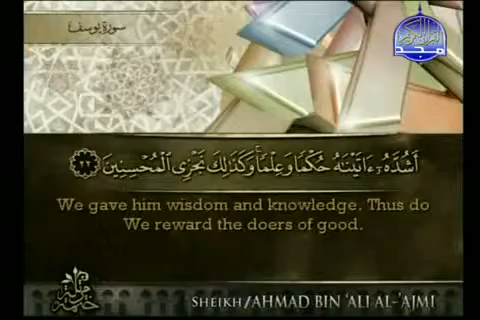 سورة يوسف
المجد
أَشُدَّهُۥٓ ءَاتَيْنَـٰهُ حُكْمًا وَعِلْمًا ۚ وَكَذَٰلِكَ نَجْزِى ٱلْمُحْسِنِينَ ٢٢
We gave him wisdom and knowledge. Thus do
We reward the doers of good.
SHEIKH/AHMAD BIN 'ALI AL-'AJMI